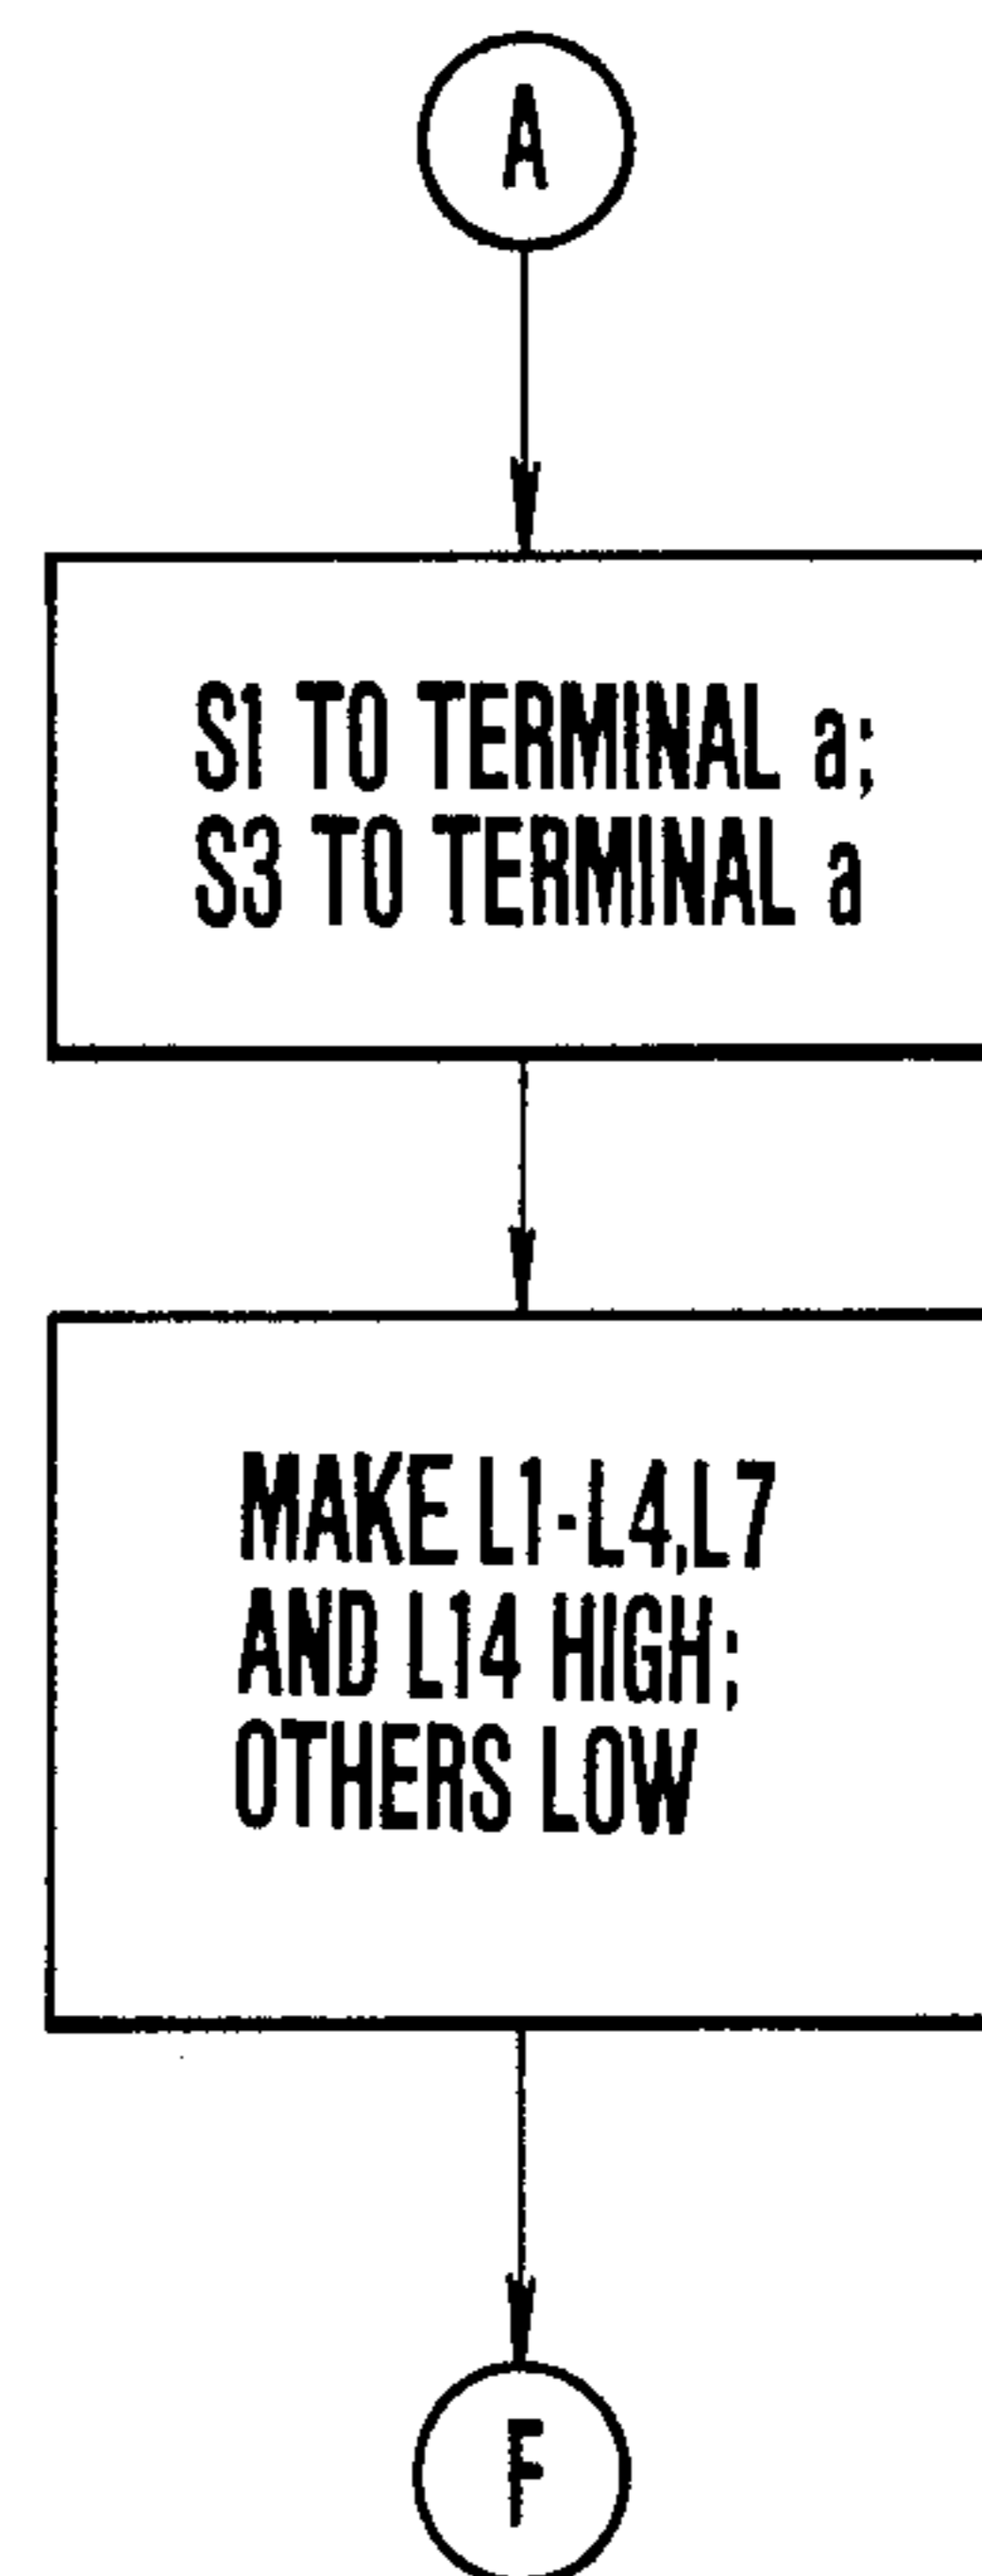 A
S1 TO TERMINAL a;
S3 TO TERMINAL a
MAKE L1-L4,L7
AND L14 HIGH;
OTHERS LOW
F